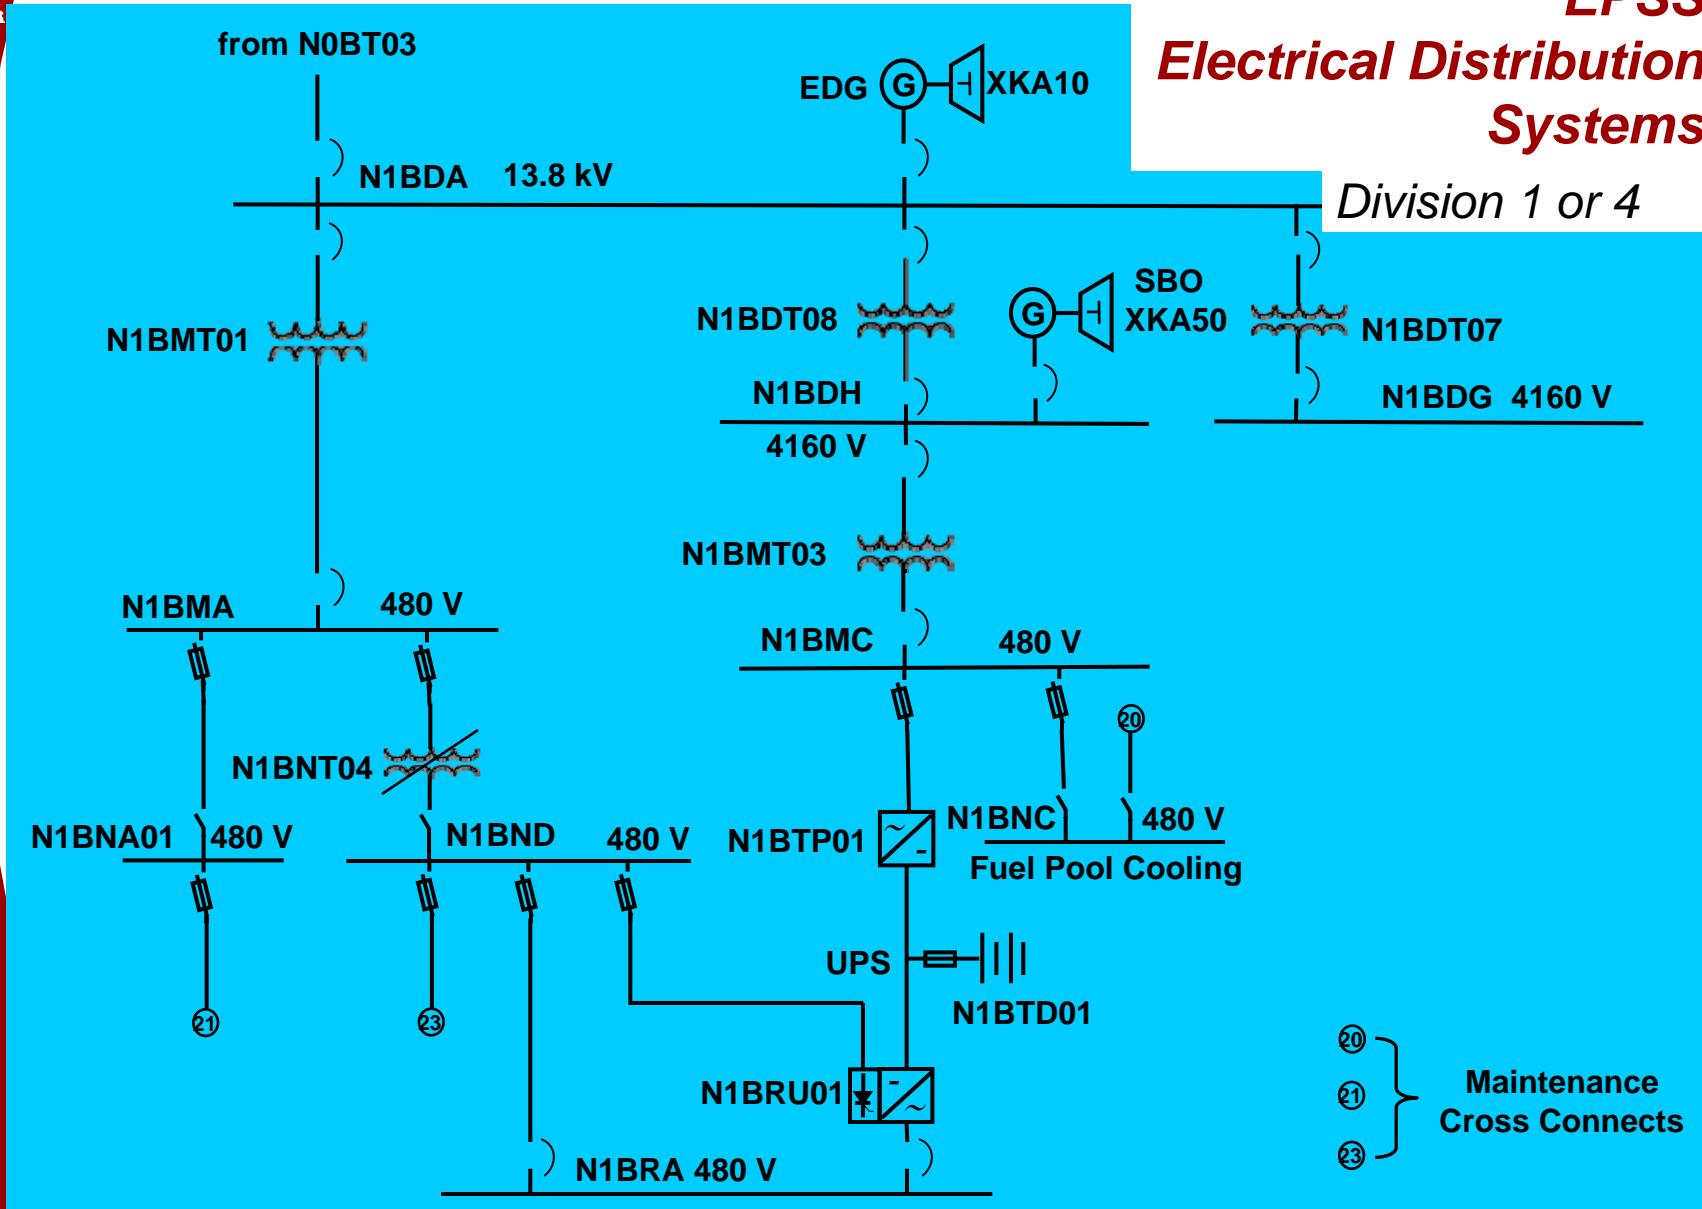 R
EPSS
Electrical Distribution
Systems
Division 1 or 4
from N0BT03
EDG G XKA10
N1BDA 13.8 kV
SBO
XKA50
G
N1BMT01
N1BDT08
N1BDT07
N1BDH
4160 V
N1BDG 4160 V
N1BMT03
N1BMA 480 V
N1BMC 480 V
20
N1BNT04
N1BNA01 480 V
N1BND 480 V
N1BTP01
N1BNC 480 V
Fuel Pool Cooling
UPS
N1BTD01
21
23
N1BRU01
N1BRA 480 V
20
21
23
Maintenance
Cross Connects